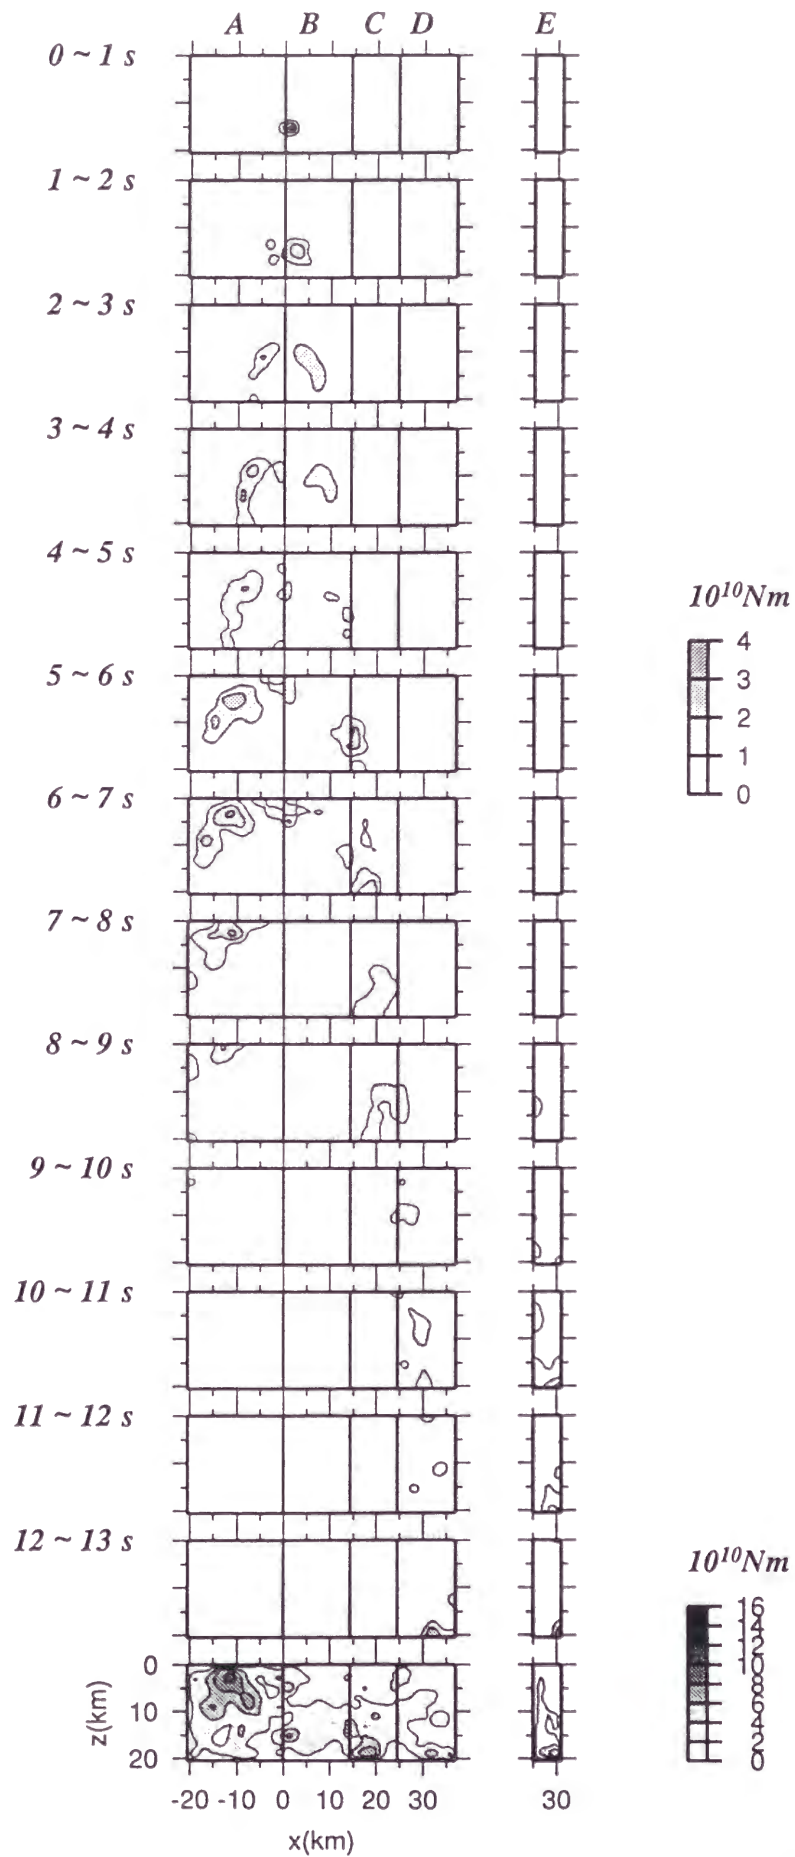 A B C D E
0 ~ 1 s
1 ~ 2 s
2 ~ 3 s
3 ~ 4 s
4 ~ 5 s
10¹⁰Nm
4
5 ~ 6 s
3
2
1
6 ~ 7 s
0
7 ~ 8 s
8 ~ 9 s
9 ~ 10 s
10 ~ 11 s
11 ~ 12 s
12 ~ 13 s
10¹⁰Nm
16
14
12
10
8
6
4
2
0
0
10
20
z(km)
-20 -10 0 10 20 30 30
x(km)